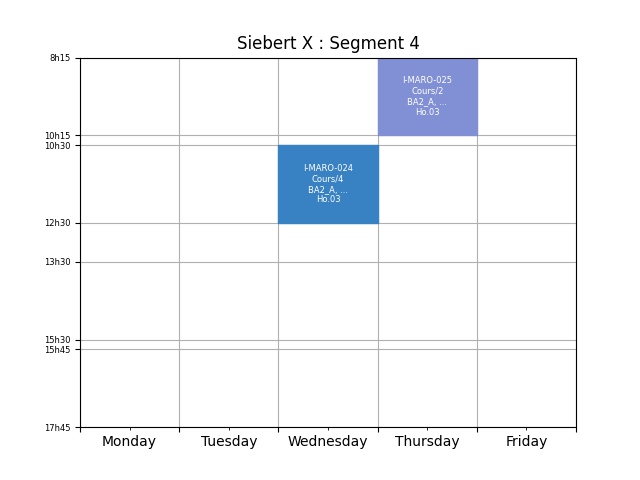 Siebert X : Segment 4
8h15
I-MARO-025
Cours/2
BA2_A, ...
Ho.03
10h15
10h30
I-MARO-024
Cours/4
BA2_A, ...
Ho.03
12h30
13h30
15h30
15h45
17h45
Monday Tuesday Wednesday Thursday Friday